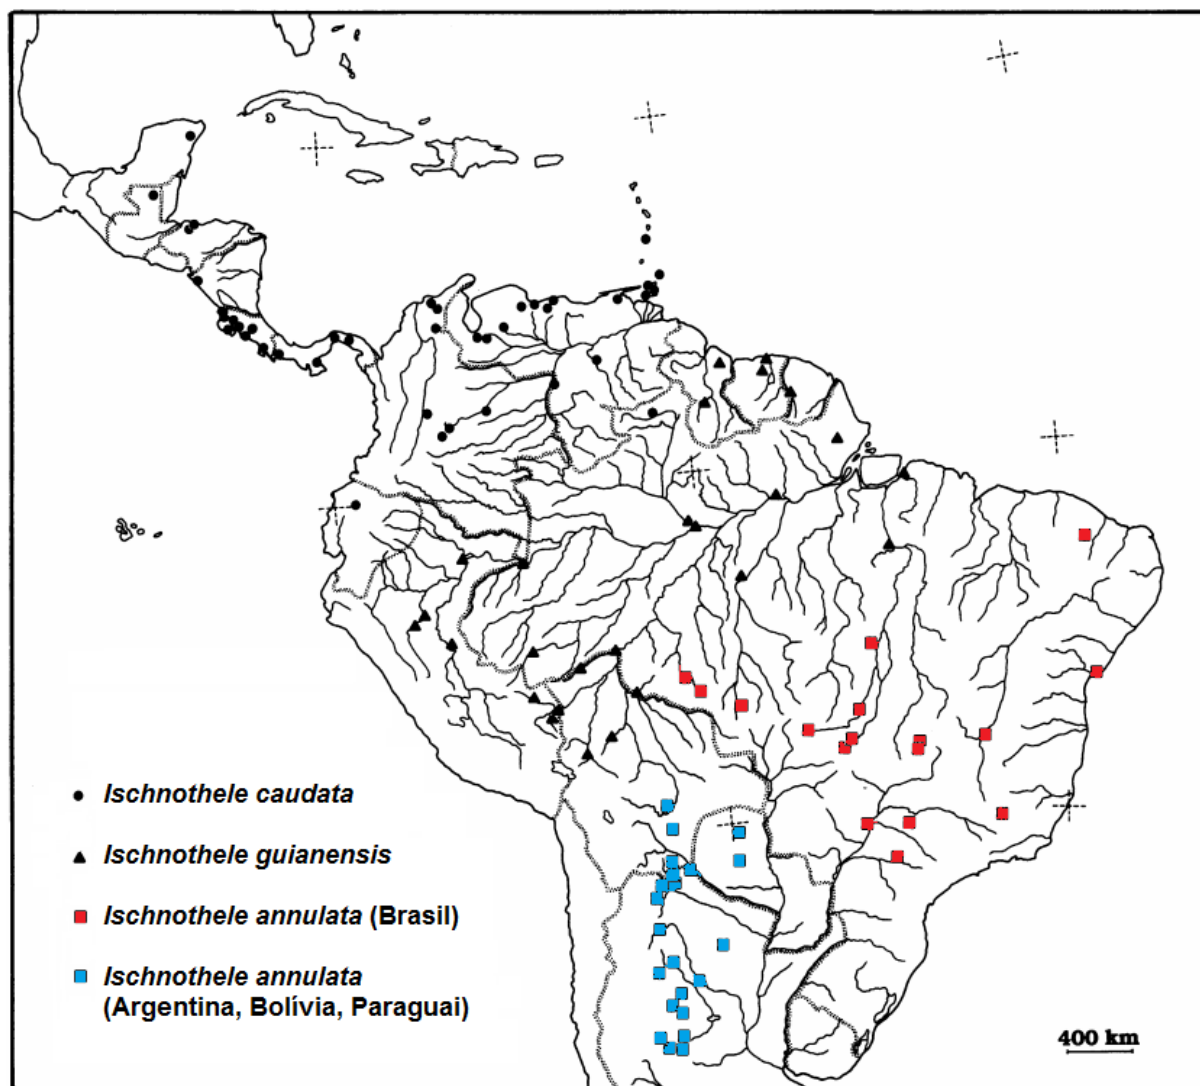 Ischnothele caudata
Ischnothele guianensis
Ischnothele annulata (Brasil)
Ischnothele annulata
(Argentina, Bolívia, Paraguai)
400 km